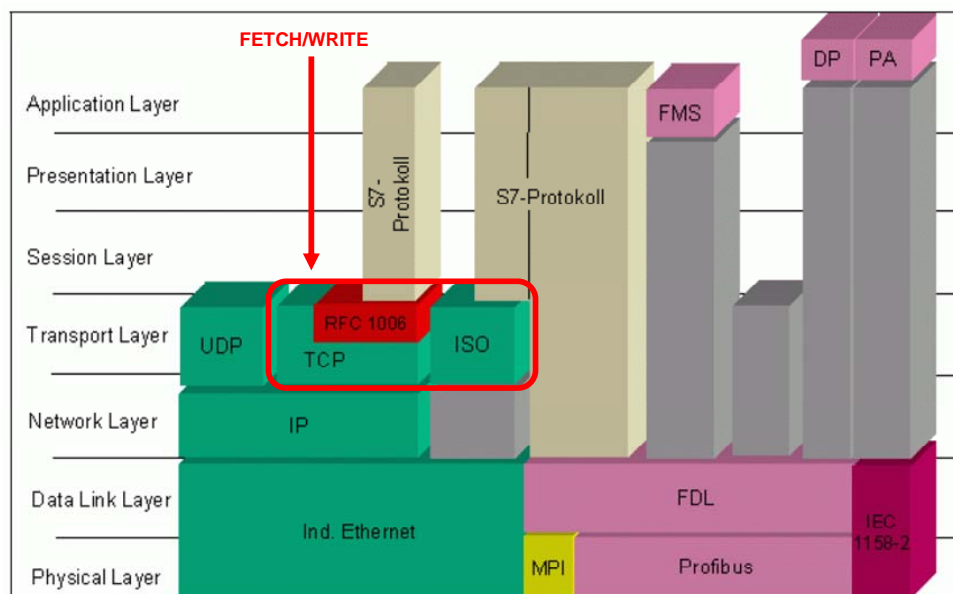 FETCH/WRITE
DP
PA
Application Layer
FMS
Presentation Layer
S7-
Protokoll
S7-Protokoll
Session Layer
RFC 1006
Transport Layer
UDP
TCP
ISO
Network Layer
IP
Data Link Layer
FDL
Ind. Ethernet
IEC
1158-2
Physical Layer
MPI
Profibus